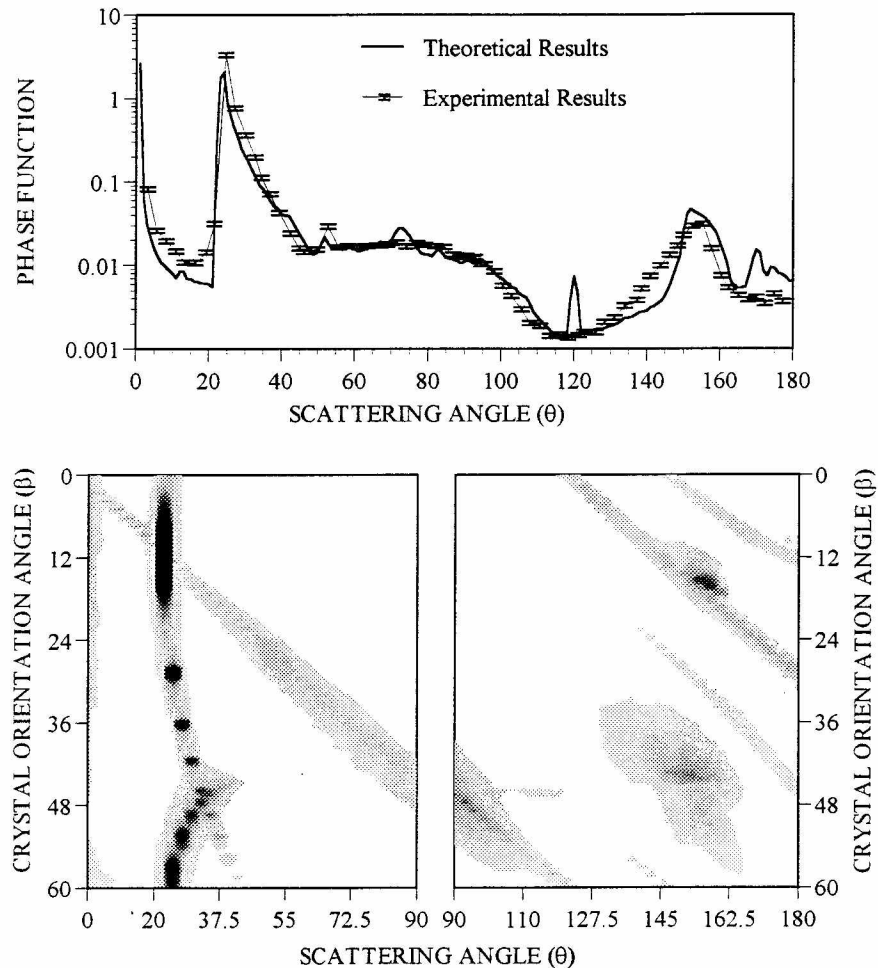 10
1
0.1
0.01
0.001
PHASE FUNCTION
Theoretical Results
Experimental Results
0 20 40 60 80 100 120 140 160 180
SCATTERING ANGLE (θ)
CRYSTAL ORIENTATION ANGLE (β)
0
12
24
36
48
60
0 20 37.5 55 72.5 90
90 110 127.5 145 162.5 180
0
12
24
36
48
60
CRYSTAL ORIENTATION ANGLE (β)
SCATTERING ANGLE (θ)